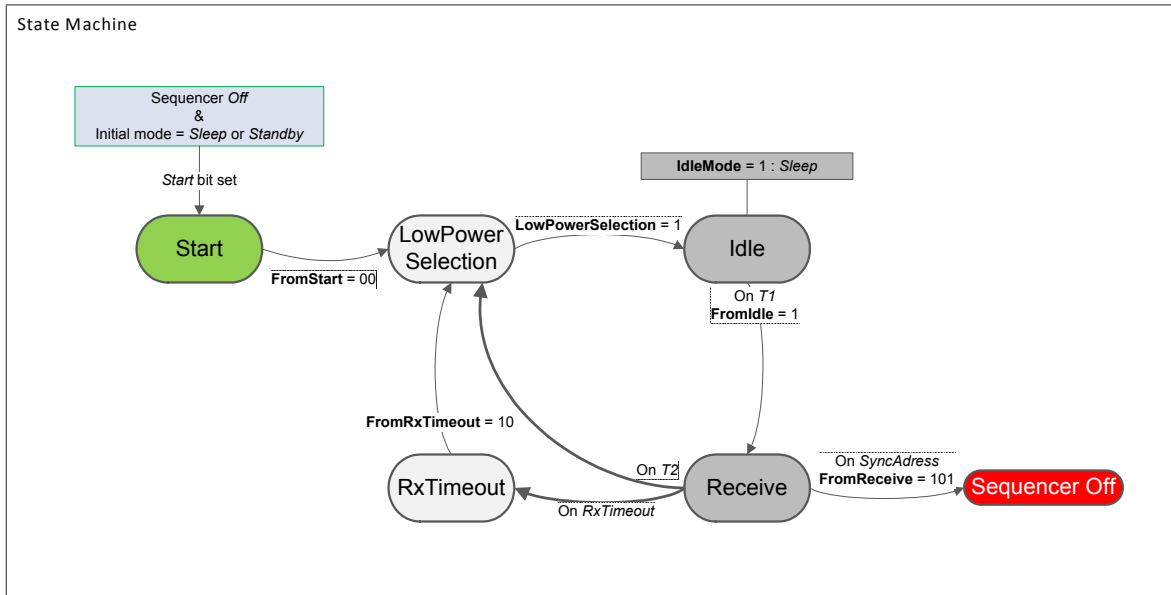 State Machine
Sequencer Off
&
Initial mode = Sleep or Standby
Start bit set
IdleMode = 1 : Sleep
Start
LowPower
Selection
LowPowerSelection = 1
Idle
FromStart = 00
On T1
FromIdle = 1
FromRxTimeout = 10
On T2
On SyncAdress
FromReceive = 101
RxTimeout
Receive
Sequencer Off
On RxTimeout